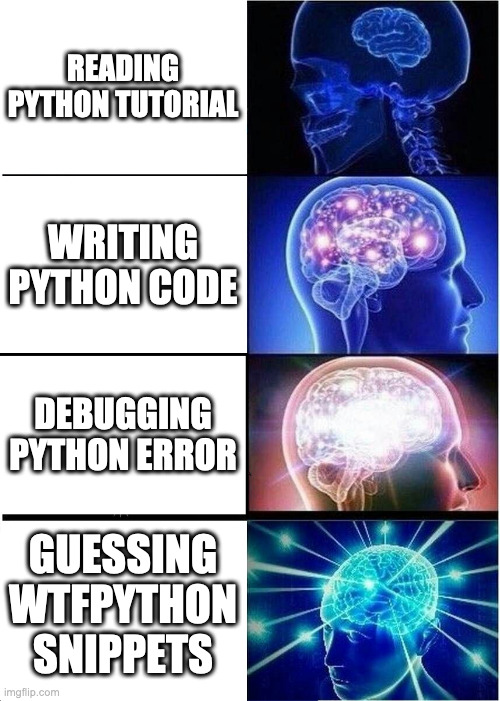 READING
PYTHON TUTORIAL
WRITING
PYTHON CODE
DEBUGGING
PYTHON ERROR
GUESSING
WTFPYTHON
SNIPPETS
imgflip.com